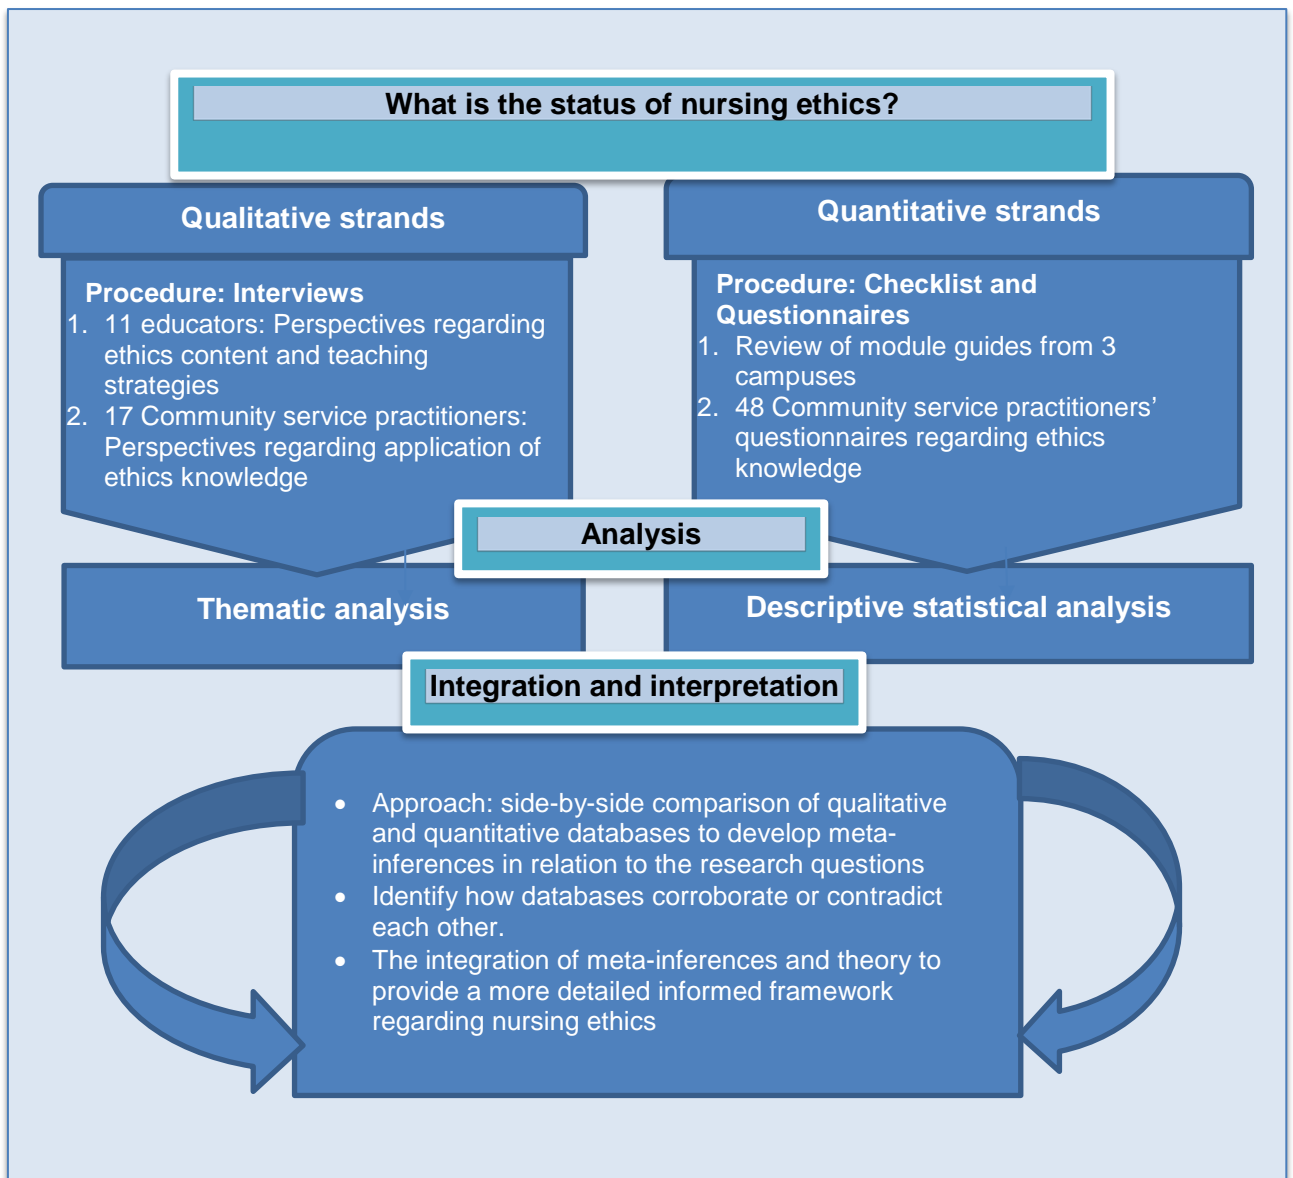 What is the status of nursing ethics?
Qualitative strands
Procedure: Interviews
1. 11 educators: Perspectives regarding
ethics content and teaching
strategies
2. 17 Community service practitioners:
Perspectives regarding application of
ethics knowledge
Quantitative strands
Procedure: Checklist and
Questionnaires
1. Review of module guides from 3
campuses
2. 48 Community service practitioners’
questionnaires regarding ethics
knowledge
Analysis
Thematic analysis
Descriptive statistical analysis
Integration and interpretation
• Approach: side-by-side comparison of qualitative
and quantitative databases to develop meta-
inferences in relation to the research questions
• Identify how databases corroborate or contradict
each other.
• The integration of meta-inferences and theory to
provide a more detailed informed framework
regarding nursing ethics